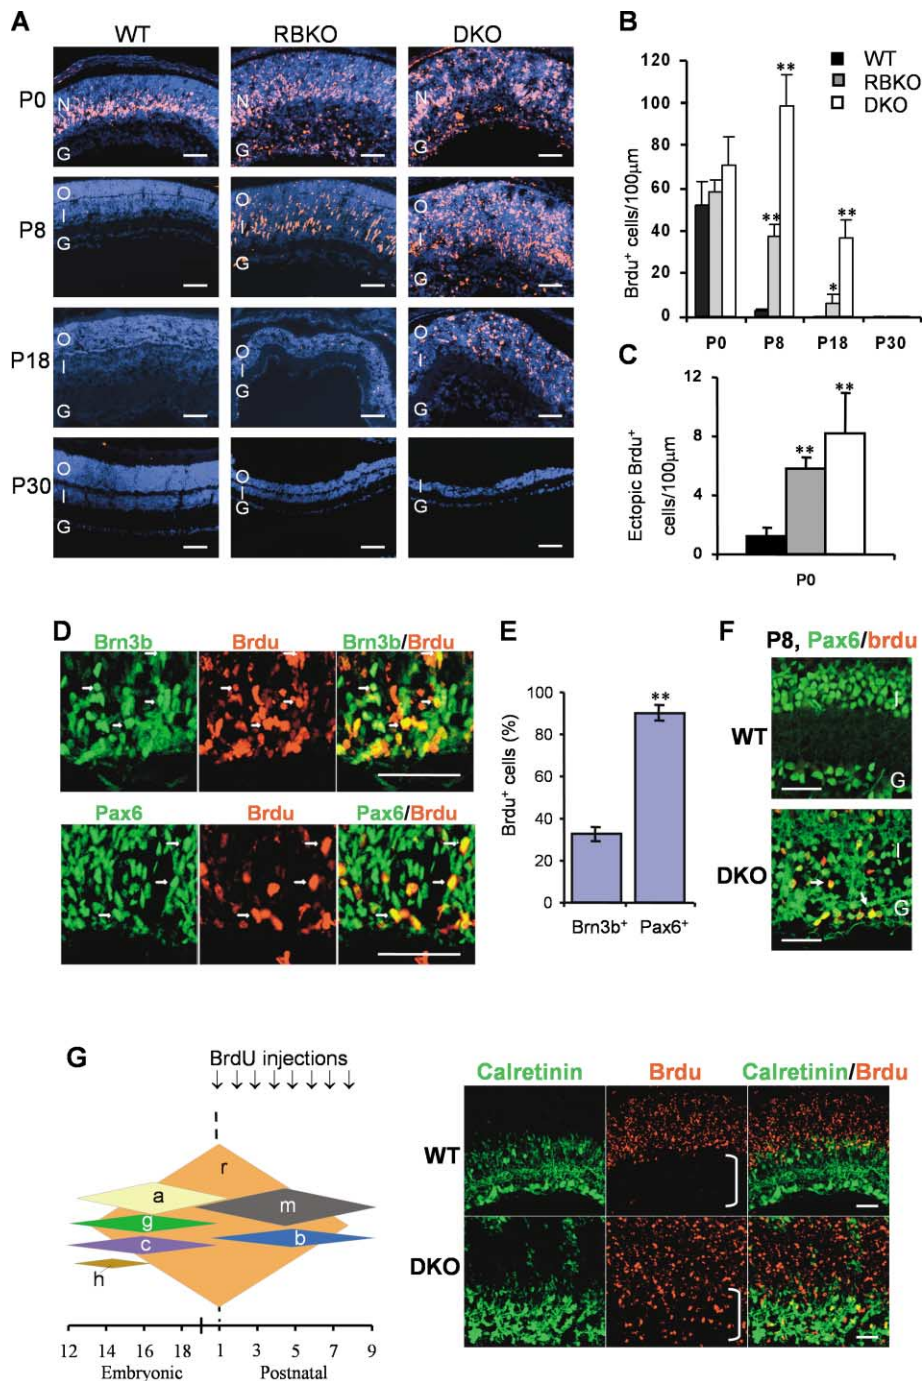 A
WT
RBKO
DKO
P0
N
G
N
G
N
G
P8
O
I
G
O
I
G
O
I
G
P18
O
I
G
O
I
G
O
I
G
P30
O
I
G
O
I
G
I
G
B
WT
RBKO
DKO
Brdu⁺ cells/100µm
120
100
80
60
40
20
0
**
**
*
**
P0 P8 P18 P30
C
Ectopic Brdu⁺
cells/100µm
12
8
4
0
**
**
P0
D
Brn3b Brdu Brn3b/Brdu
Pax6 Brdu Pax6/Brdu
E
Brdu⁺ cells (%)
100
80
60
40
20
0
**
Brn3b⁺ Pax6⁺
F
P8, Pax6/brdu
WT
I
G
DKO
I
G
G
BrdU injections
r
a
m
g
c
b
h
12 14 16 18 1 3 5 7 9
Embryonic Postnatal
Calretinin Brdu Calretinin/Brdu
WT
DKO